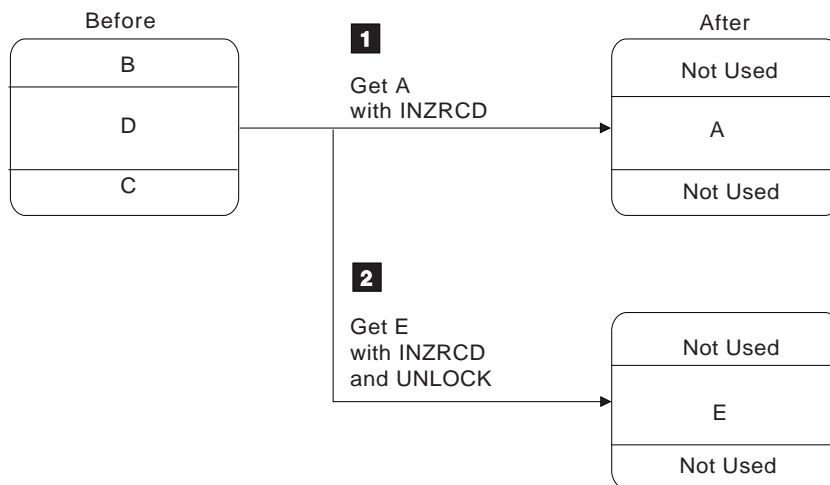 Before
B
D
C
1
Get A
with INZRCD
After
Not Used
A
Not Used
2
Get E
with INZRCD
and UNLOCK
Not Used
E
Not Used